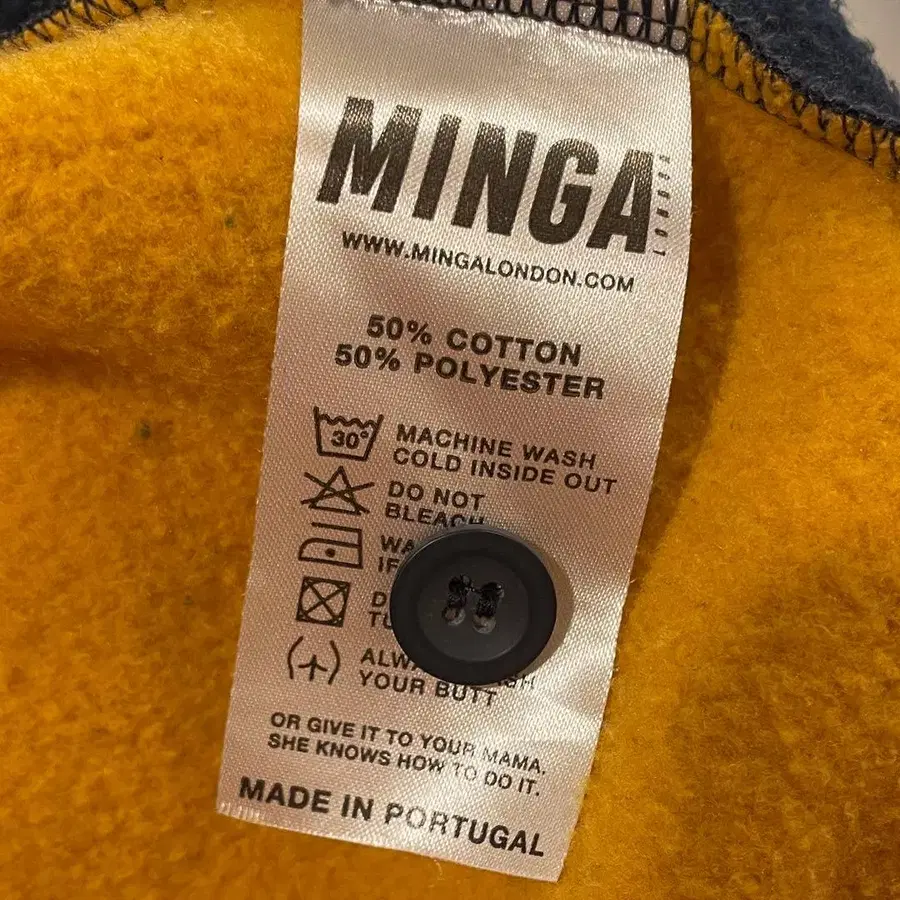 MINGA
LONDON
WWW.MINGALONDON.COM
50% COTTON
50% POLYESTER
30°
MACHINE WASH
COLD INSIDE OUT
DO NOT
BLEACH
YOUR BUTT
OR GIVE IT TO YOUR MAMA.
SHE KNOWS HOW TO DO IT.
MADE IN PORTUGAL